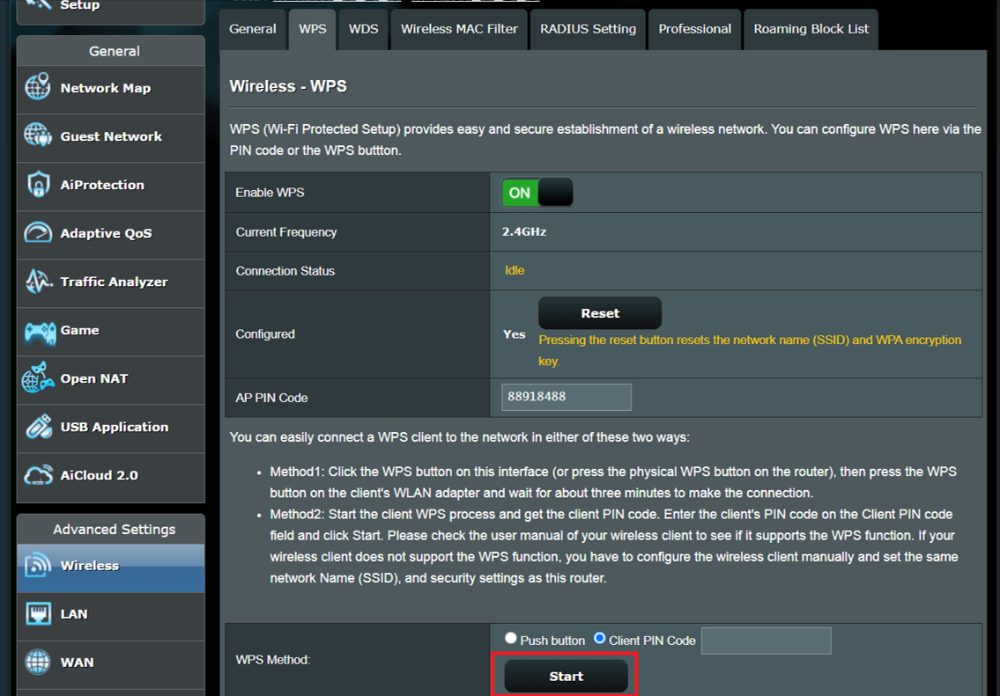 Setup
General
Network Map
Guest Network
AiProtection
Adaptive QoS
Traffic Analyzer
Game
Open NAT
USB Application
AiCloud 2.0
Advanced Settings
Wireless
LAN
WAN
General WPS WDS Wireless MAC Filter RADIUS Setting Professional Roaming Block List
Wireless - WPS
WPS (Wi-Fi Protected Setup) provides easy and secure establishment of a wireless network. You can configure WPS here via the
PIN code or the WPS buttton.
Enable WPS ON
Current Frequency 2.4GHz
Connection Status Idle
Configured Yes Reset
Pressing the reset button resets the network name (SSID) and WPA encryption
key.
AP PIN Code 88918488
You can easily connect a WPS client to the network in either of these two ways:
• Method1: Click the WPS button on this interface (or press the physical WPS button on the router), then press the WPS
button on the client's WLAN adapter and wait for about three minutes to make the connection.
• Method2: Start the client WPS process and get the client PIN code. Enter the client's PIN code on the Client PIN code
field and click Start. Please check the user manual of your wireless client to see if it supports the WPS function. If your
wireless client does not support the WPS function, you have to configure the wireless client manually and set the same
network Name (SSID), and security settings as this router.
WPS Method: Push button Client PIN Code
Start